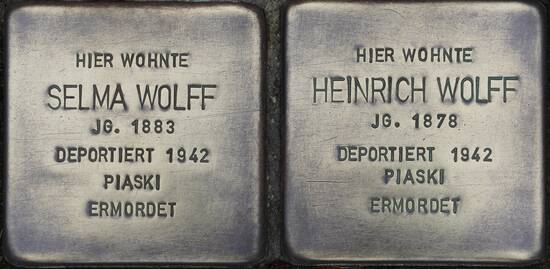 HIER WOHNTE
SELMA WOLFF
JG. 1883
DEPORTIERT 1942
PIASKI
ERMORDET
HIER WOHNTE
HEINRICH WOLFF
JG. 1878
DEPORTIERT 1942
PIASKI
ERMORDET